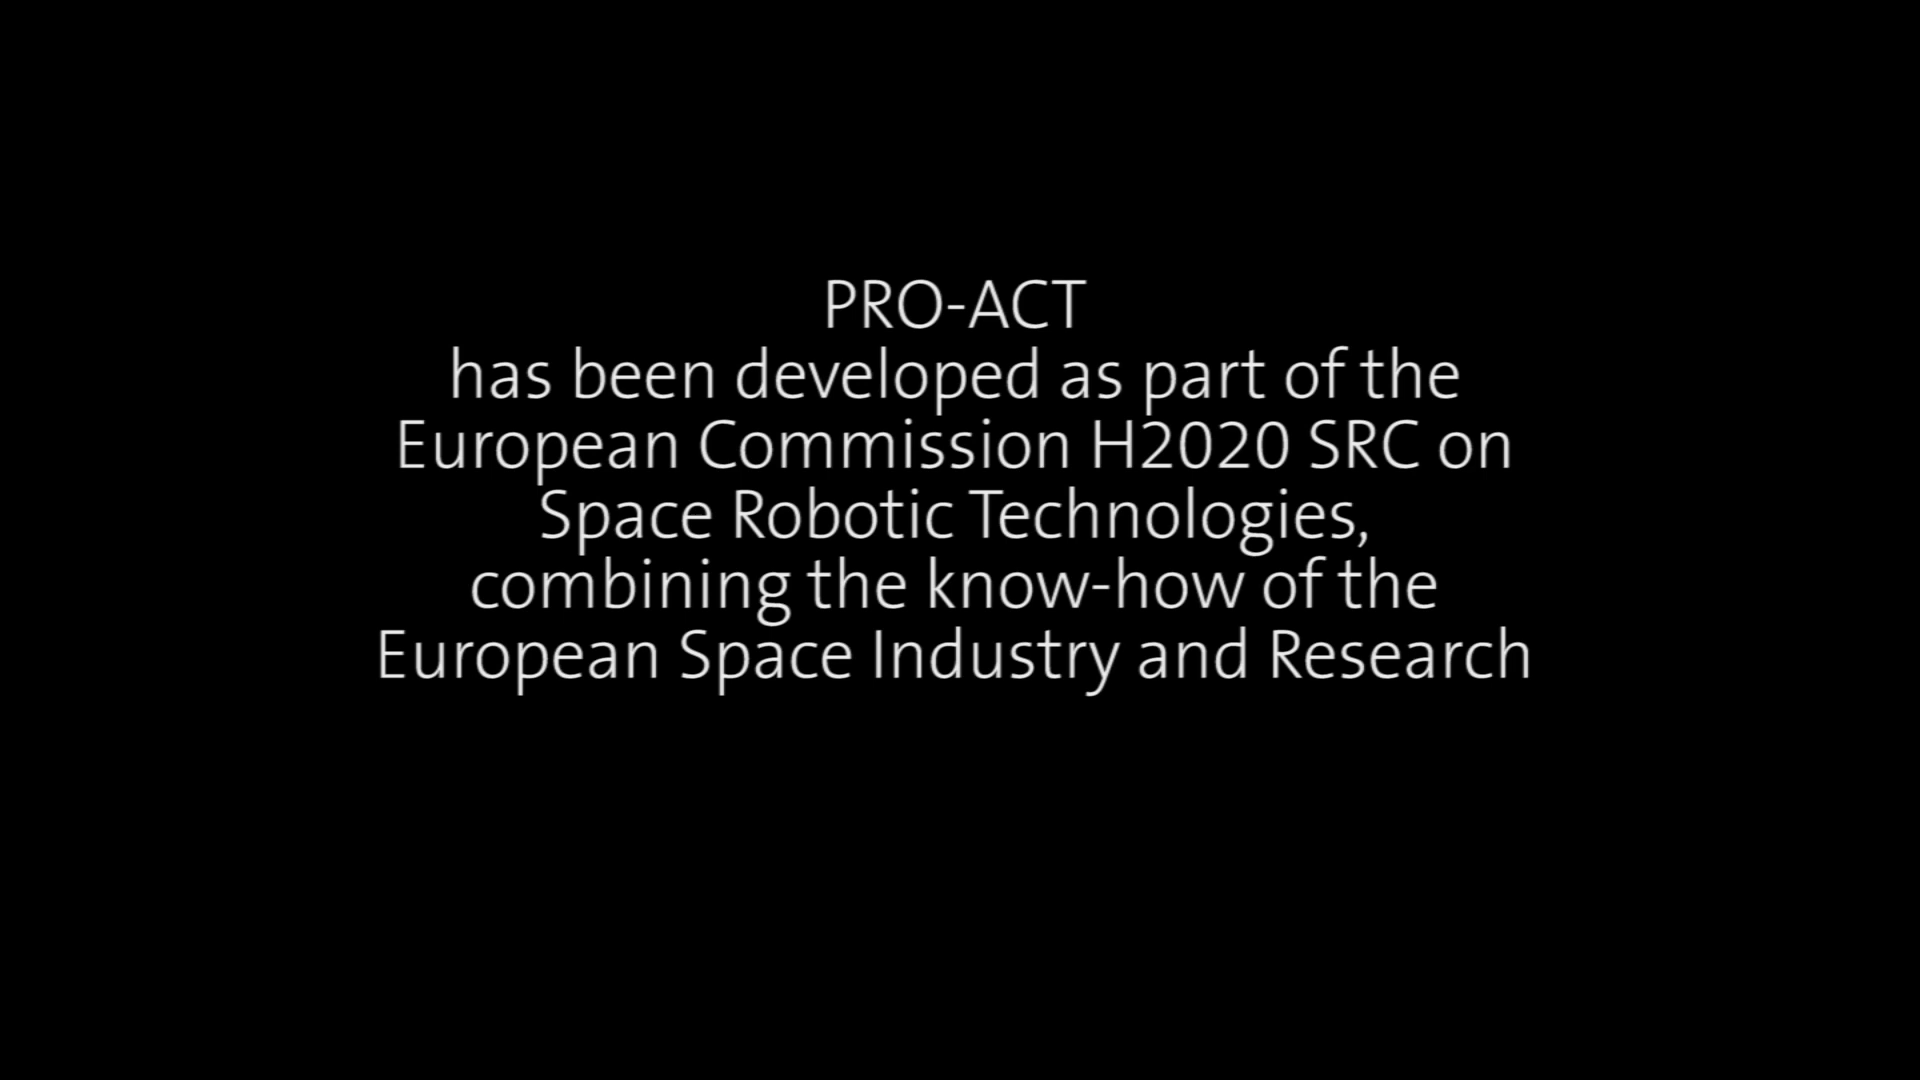 PRO-ACT
has been developed as part of the
European Commission H2020 SRC on
Space Robotic Technologies,
combining the know-how of the
European Space Industry and Research